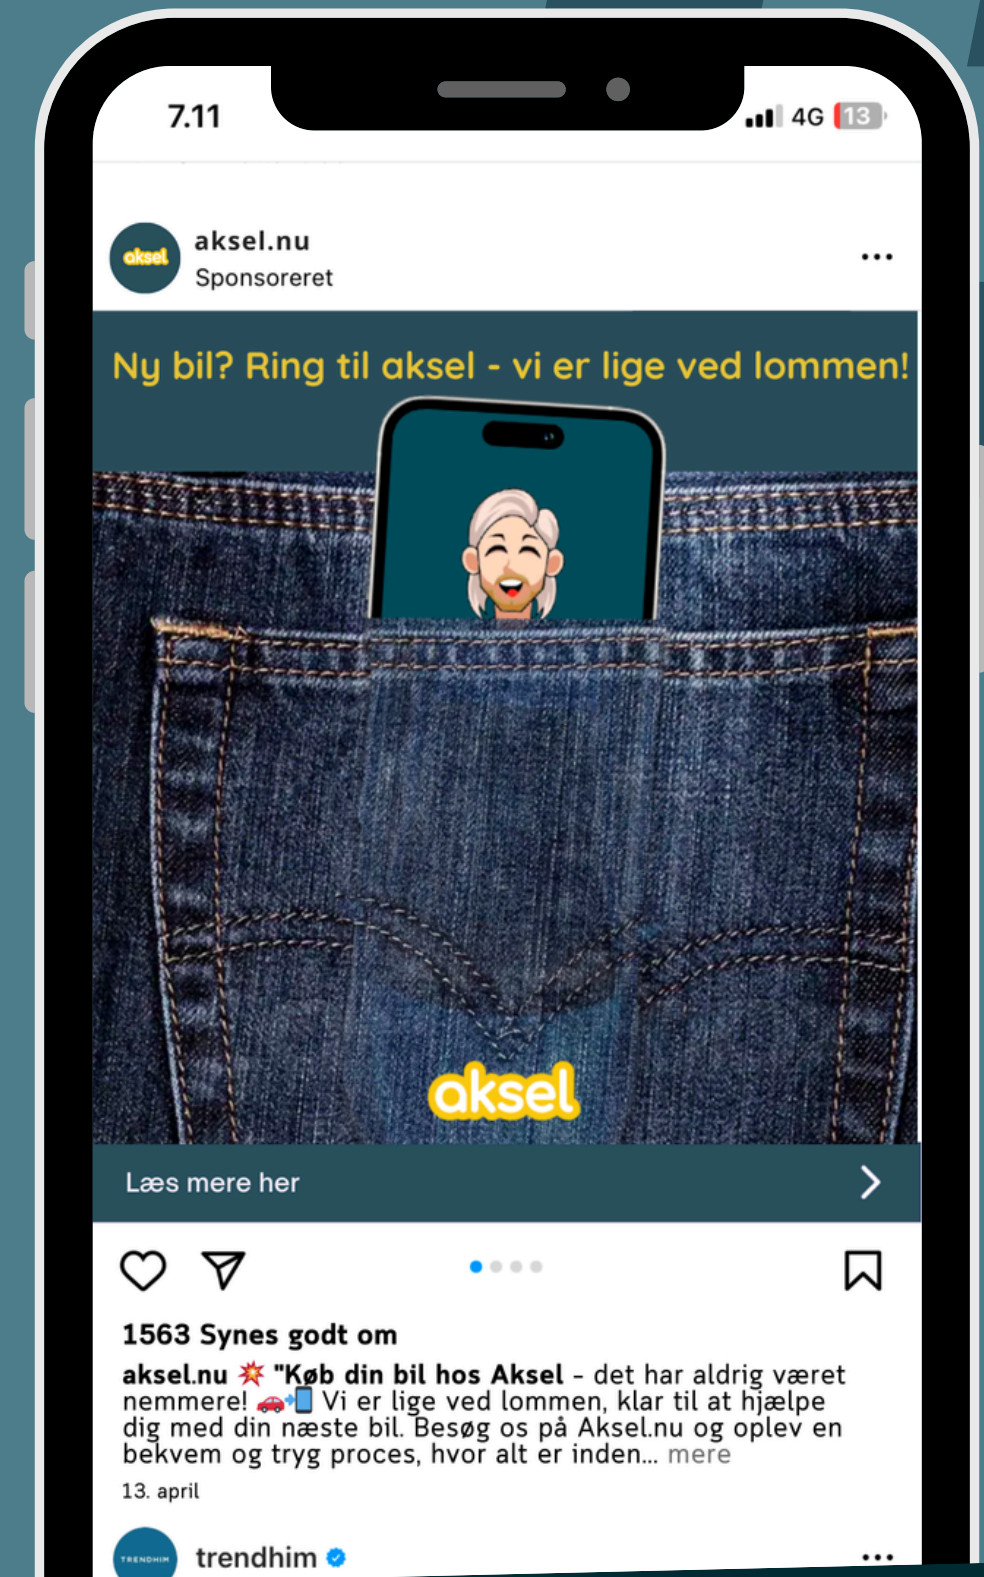 7.11
4G 13
aksel
aksel.nu
Sponsoreret
Ny bil? Ring til aksel - vi er lige ved lommen!
aksel
Læs mere her
1563 Synes godt om
aksel.nu 💥 "Køb din bil hos Aksel - det har aldrig været
nemmere! 🚗📲 Vi er lige ved lommen, klar til at hjælpe
dig med din næste bil. Besøg os på Aksel.nu og oplev en
bekvem og tryg proces, hvor alt er inden... mere
13. april
TRENDHIM
trendhim